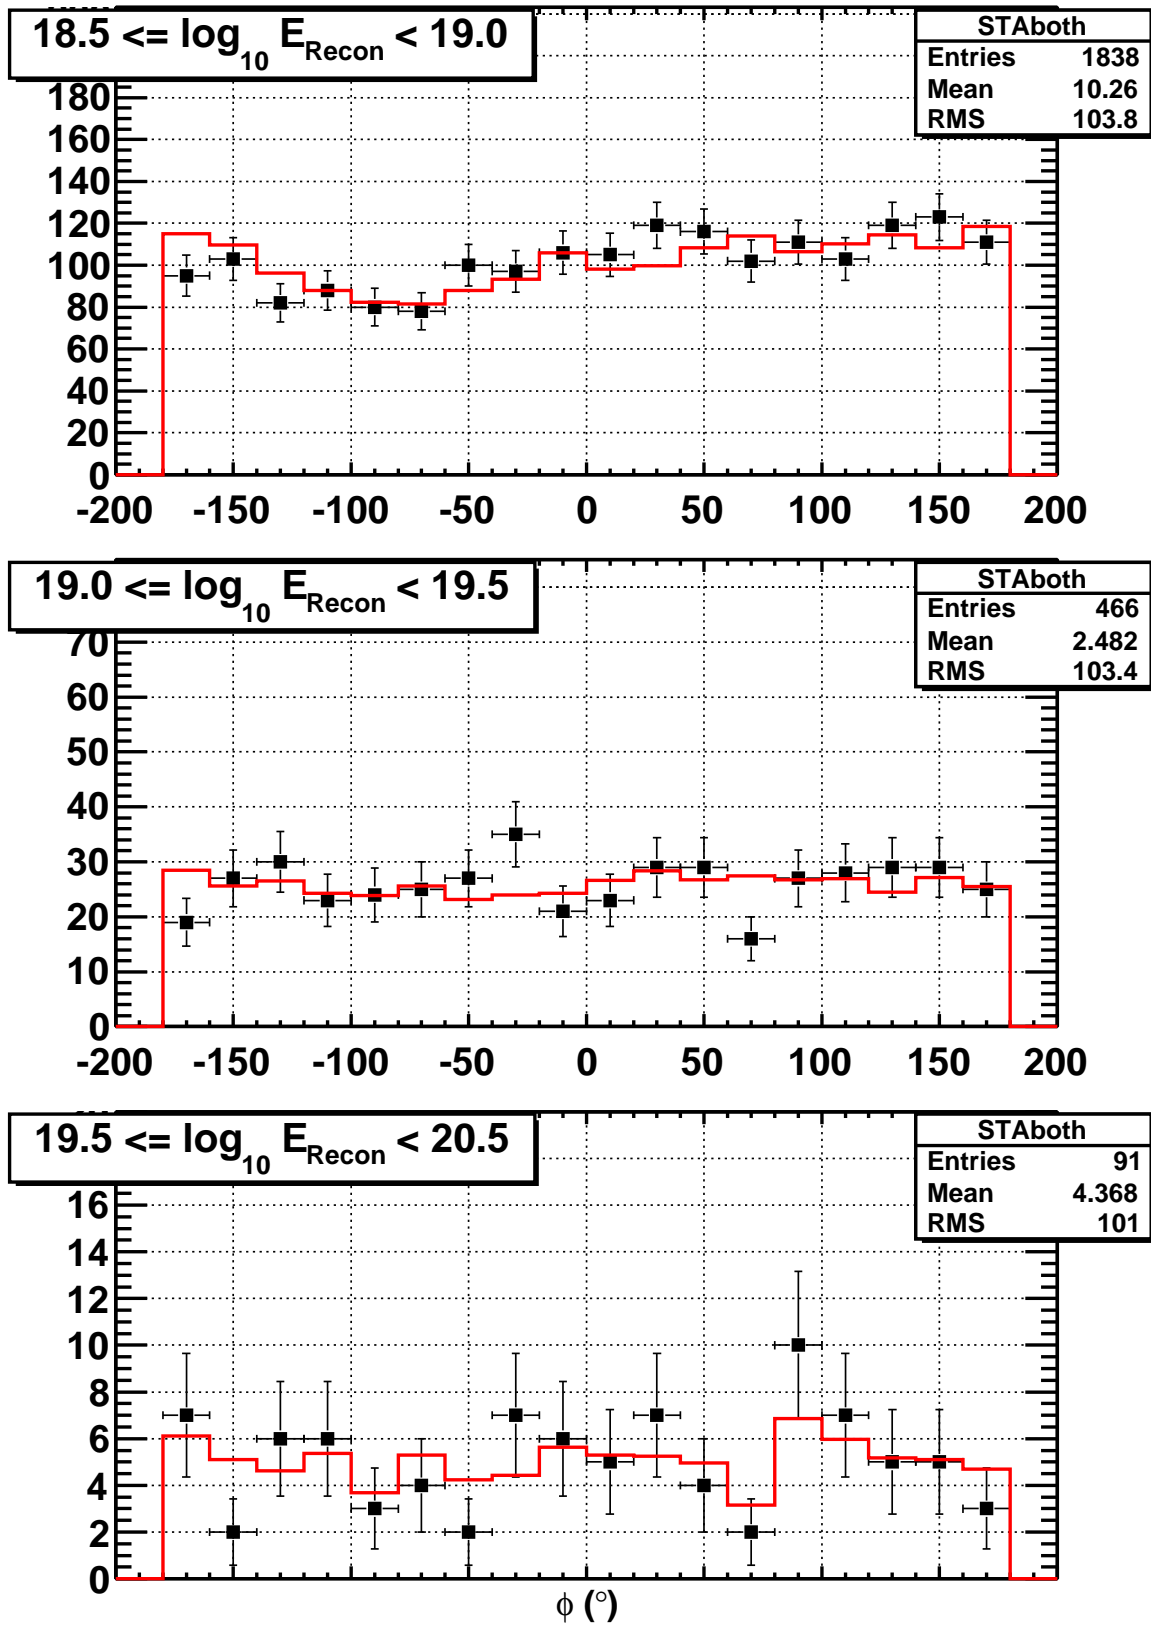 18.5 <= log10 ERecon < 19.0
STAboth
Entries 1838
Mean 10.26
RMS 103.8
180
160
140
120
100
80
60
40
20
0
-200 -150 -100 -50 0 50 100 150 200
19.0 <= log10 ERecon < 19.5
STAboth
Entries 466
Mean 2.482
RMS 103.4
70
60
50
40
30
20
10
0
-200 -150 -100 -50 0 50 100 150 200
19.5 <= log10 ERecon < 20.5
STAboth
Entries 91
Mean 4.368
RMS 101
16
14
12
10
8
6
4
2
0
ϕ (°)